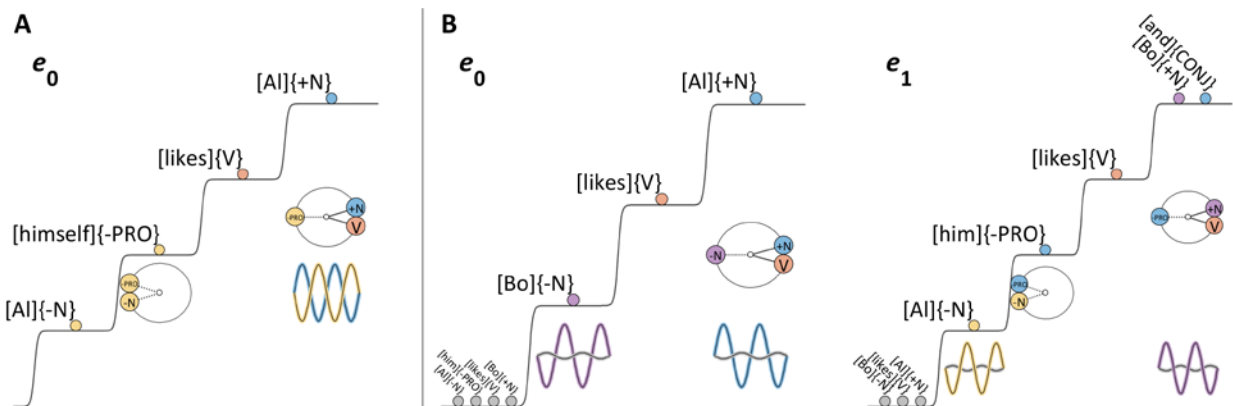 A
e0
[Al]{+N}
[likes]{V}
-PRO
+N
V
[himself]{-PRO}
-PRO
-N
[Al]{-N}
B
e0
[Al]{+N}
[likes]{V}
-N
+N
V
[Bo]{-N}
[Al]{-N}
[him]{-PRO}
[likes]{V}
[Bo]{+N}
e1
[Bo]{+N}
[and]{CONJ}
[likes]{V}
-PRO
+N
V
[him]{-PRO}
-PRO
-N
[Al]{-N}
[Bo]{-N}
[likes]{V}
[Al]{+N}